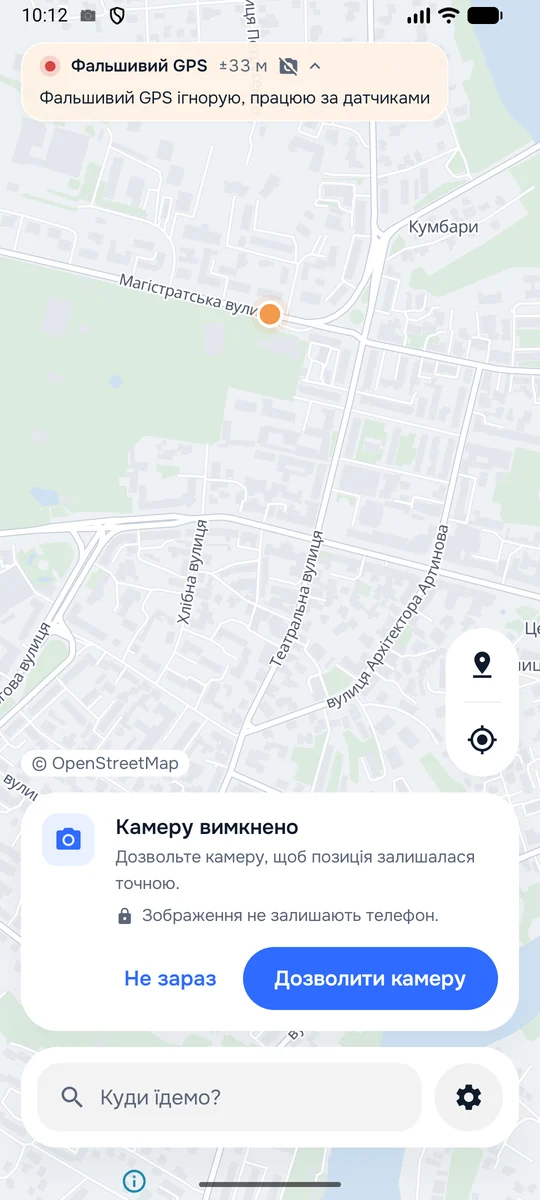 10:12
Фальшивий GPS ±33 м
Фальшивий GPS ігнорую, працюю за датчиками
Кумбари
Магістратська
Хлібна вулиця
Театральна вулиця
вулиця Архітектора Артинова
вулиця
© OpenStreetMap
Камеру вимкнено
Дозвольте камеру, щоб позиція залишалася
точною.
Зображення не залишають телефон.
Не зараз
Дозволити камеру
Куди їдемо?